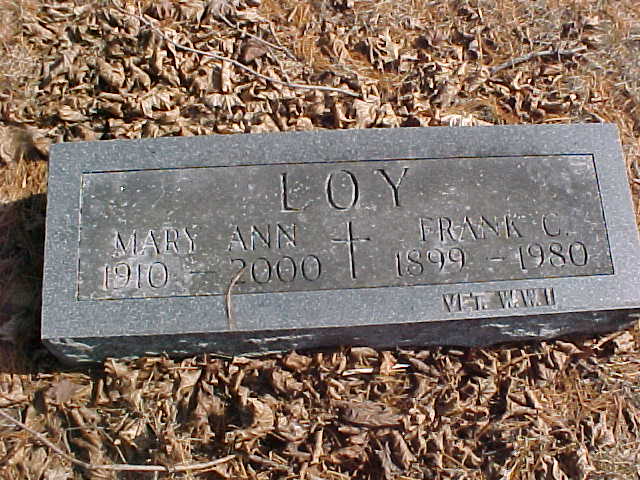 LOY
MARY ANN FRANK C.
1910 – 2000 1899 – 1980
VET. W.W.II